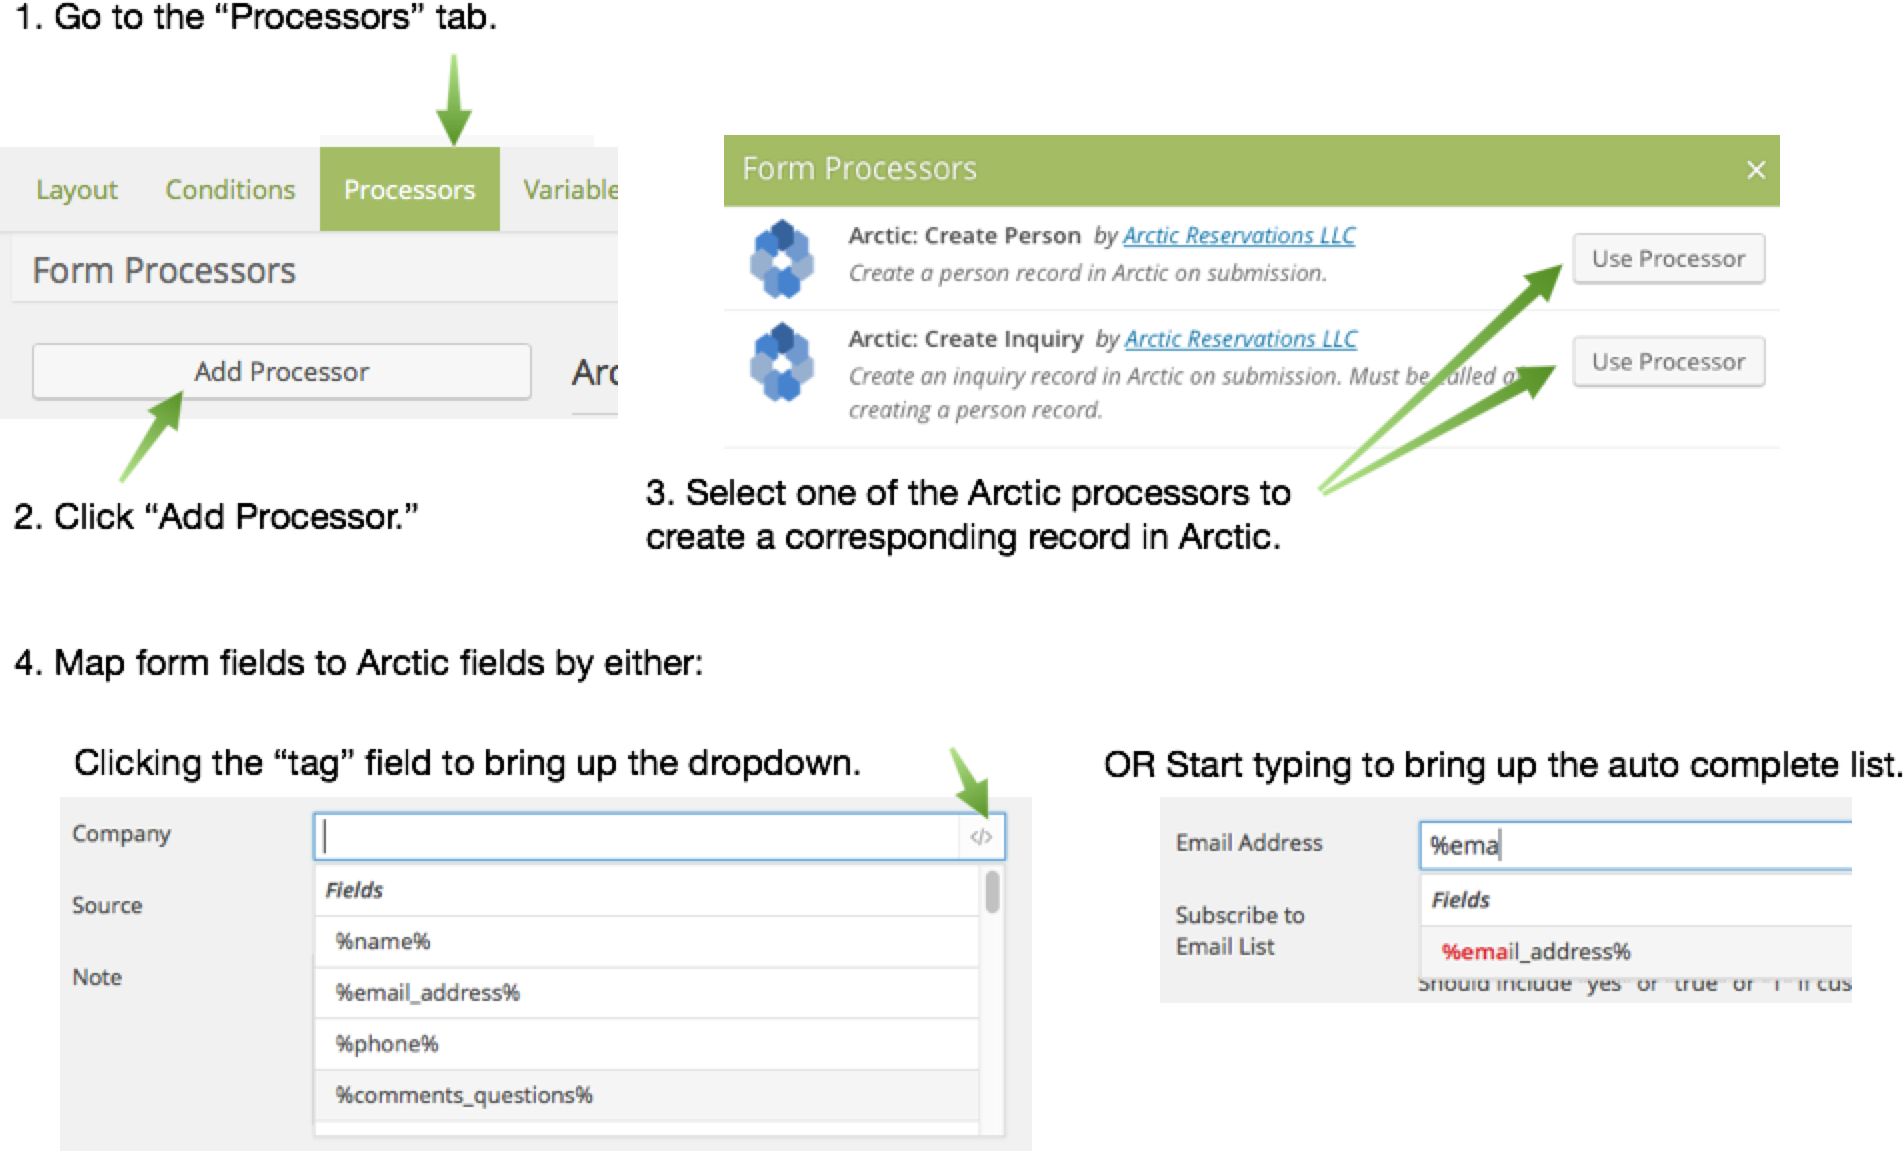 1. Go to the “Processors” tab.
Layout Conditions Processors Variable
Form Processors
Add Processor
2. Click “Add Processor.”
Form Processors ×
Arctic: Create Person by Arctic Reservations LLC
Create a person record in Arctic on submission.
Use Processor
Arctic: Create Inquiry by Arctic Reservations LLC
Create an inquiry record in Arctic on submission. Must be called
creating a person record.
Use Processor
3. Select one of the Arctic processors to
create a corresponding record in Arctic.
4. Map form fields to Arctic fields by either:
Clicking the “tag” field to bring up the dropdown.
Company
</>
Source
Note
Fields
%name%
%email_address%
%phone%
%comments_questions%
OR Start typing to bring up the auto complete list.
Email Address
%ema
Subscribe to
Email List
Fields
%email_address%
Should include "yes" or "true" or "1" if cus